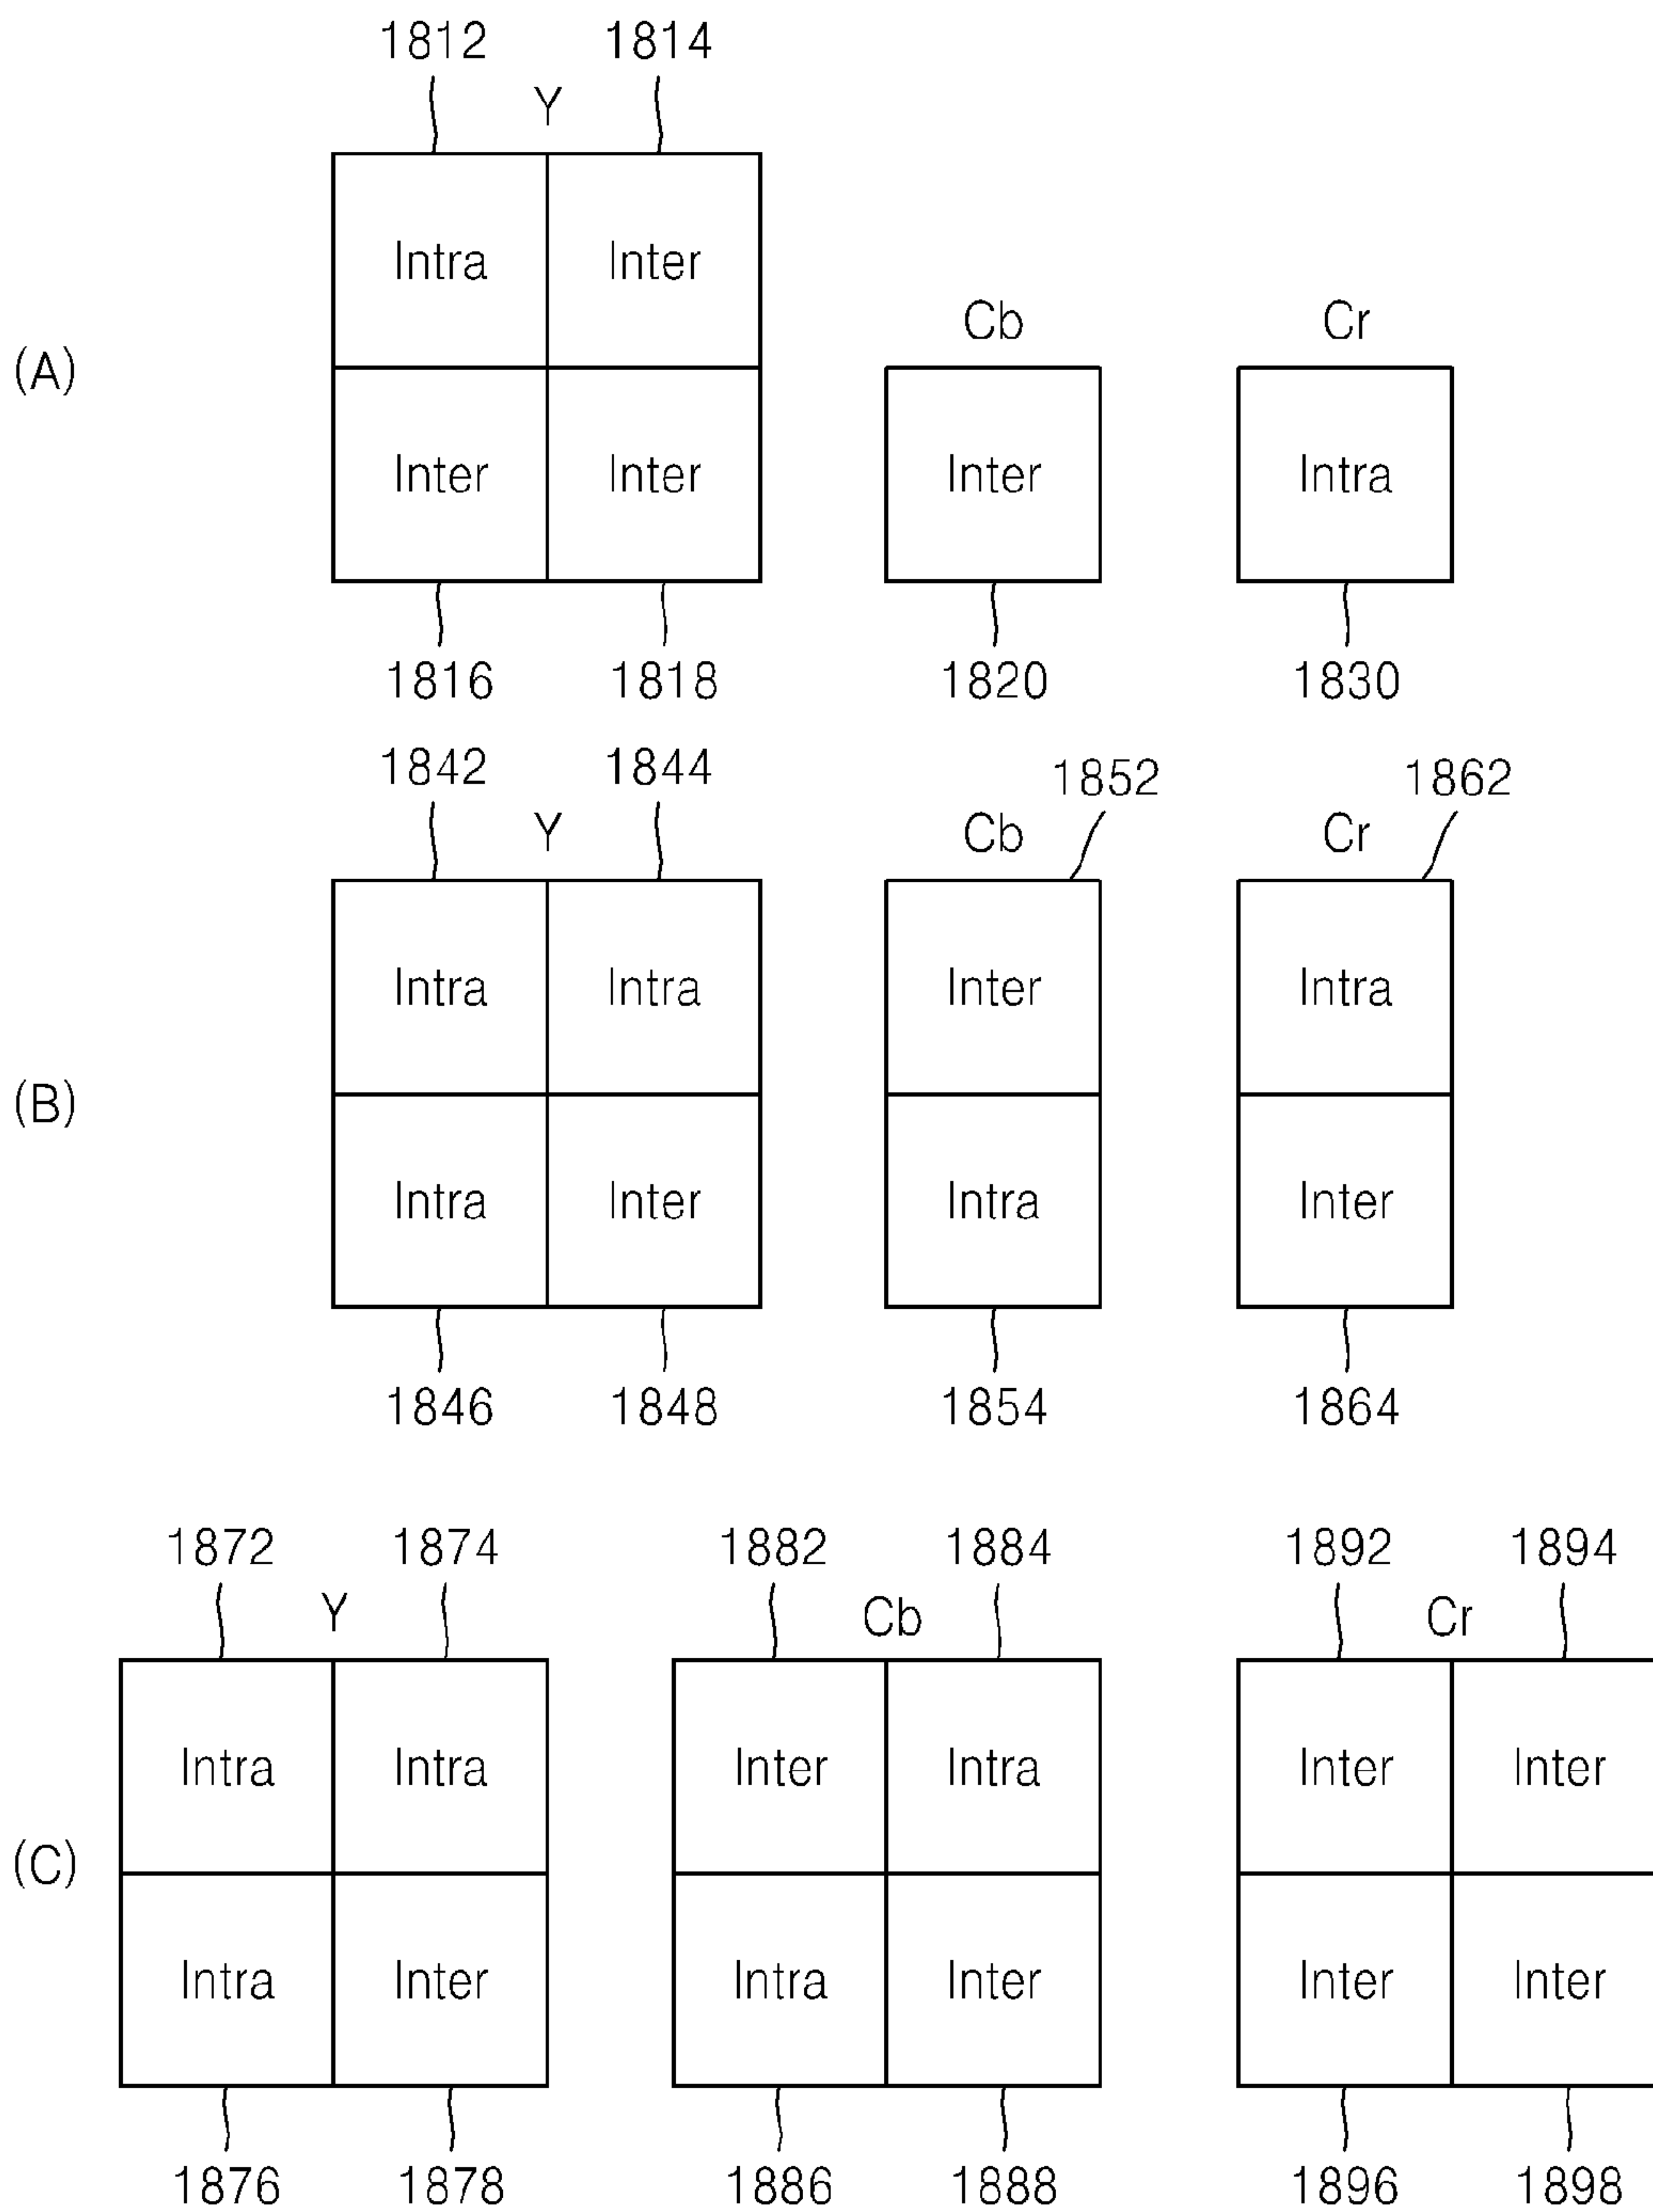 1812 1814
Y
Intra Inter
Cb Cr
(A)
Inter Inter Inter Intra
1816 1818 1820 1830
1842 1844 1852 1862
Y Cb Cr
Intra Intra Inter Intra
(B)
Intra Inter Intra Inter
1846 1848 1854 1864
1872 1874 1882 1884 1892 1894
Y Cb Cr
Intra Intra Inter Intra Inter Inter
(C)
Intra Inter Intra Inter Inter Inter
1876 1878 1886 1888 1896 1898